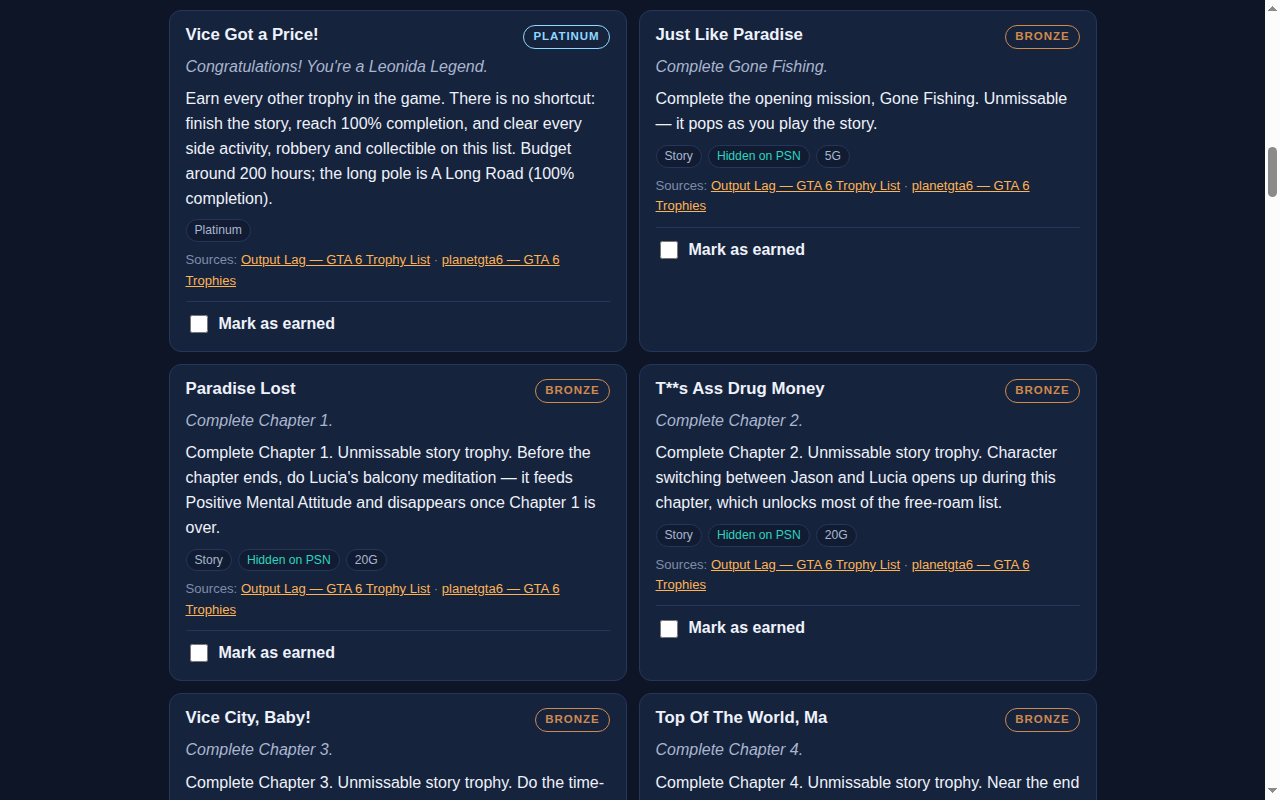 Vice Got a Price!
PLATINUM
Congratulations! You're a Leonida Legend.
Earn every other trophy in the game. There is no shortcut:
finish the story, reach 100% completion, and clear every
side activity, robbery and collectible on this list. Budget
around 200 hours; the long pole is A Long Road (100%
completion).
Platinum
Sources: Output Lag — GTA 6 Trophy List · planetgta6 — GTA 6
Trophies
Mark as earned
Just Like Paradise
BRONZE
Complete Gone Fishing.
Complete the opening mission, Gone Fishing. Unmissable
— it pops as you play the story.
Story
Hidden on PSN
5G
Sources: Output Lag — GTA 6 Trophy List · planetgta6 — GTA 6
Trophies
Mark as earned
Paradise Lost
BRONZE
Complete Chapter 1.
Complete Chapter 1. Unmissable story trophy. Before the
chapter ends, do Lucia's balcony meditation — it feeds
Positive Mental Attitude and disappears once Chapter 1 is
over.
Story
Hidden on PSN
20G
Sources: Output Lag — GTA 6 Trophy List · planetgta6 — GTA 6
Trophies
Mark as earned
T**s Ass Drug Money
BRONZE
Complete Chapter 2.
Complete Chapter 2. Unmissable story trophy. Character
switching between Jason and Lucia opens up during this
chapter, which unlocks most of the free-roam list.
Story
Hidden on PSN
20G
Sources: Output Lag — GTA 6 Trophy List · planetgta6 — GTA 6
Trophies
Mark as earned
Vice City, Baby!
BRONZE
Complete Chapter 3.
Complete Chapter 3. Unmissable story trophy. Do the time-
Top Of The World, Ma
BRONZE
Complete Chapter 4.
Complete Chapter 4. Unmissable story trophy. Near the end